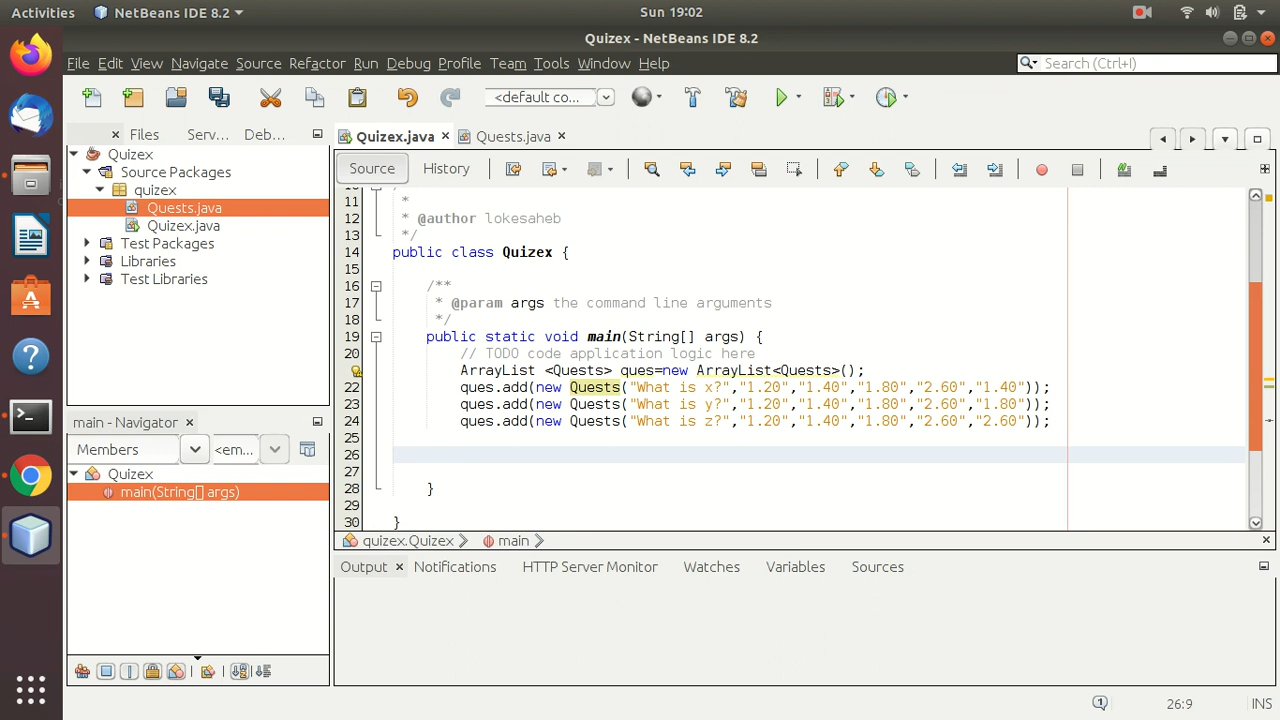 Activities NetBeans IDE 8.2 Sun 19:02
Quizex - NetBeans IDE 8.2
File Edit View Navigate Source Refactor Run Debug Profile Team Tools Window Help Search (Ctrl+I)
<default co...
Files Serv... Deb... Quizex.java Quests.java
Quizex
Source Packages
quizex
Quests.java
Quizex.java
Test Packages
Libraries
Test Libraries
Source History
11 *
12 * @author lokesaheb
13 */
14 public class Quizex {
15
16 /**
17 * @param args the command line arguments
18 */
19 public static void main(String[] args) {
20 // TODO code application logic here
ArrayList <Quests> ques=new ArrayList<Quests>();
22 ques.add(new Quests("What is x?","1.20","1.40","1.80","2.60","1.40"));
23 ques.add(new Quests("What is y?","1.20","1.40","1.80","2.60","1.80"));
24 ques.add(new Quests("What is z?","1.20","1.40","1.80","2.60","2.60"));
25
26
27
28 }
29
30 }
main - Navigator
Members <em...
Quizex
main(String[] args)
quizex.Quizex main
Output Notifications HTTP Server Monitor Watches Variables Sources
1 26:9 INS